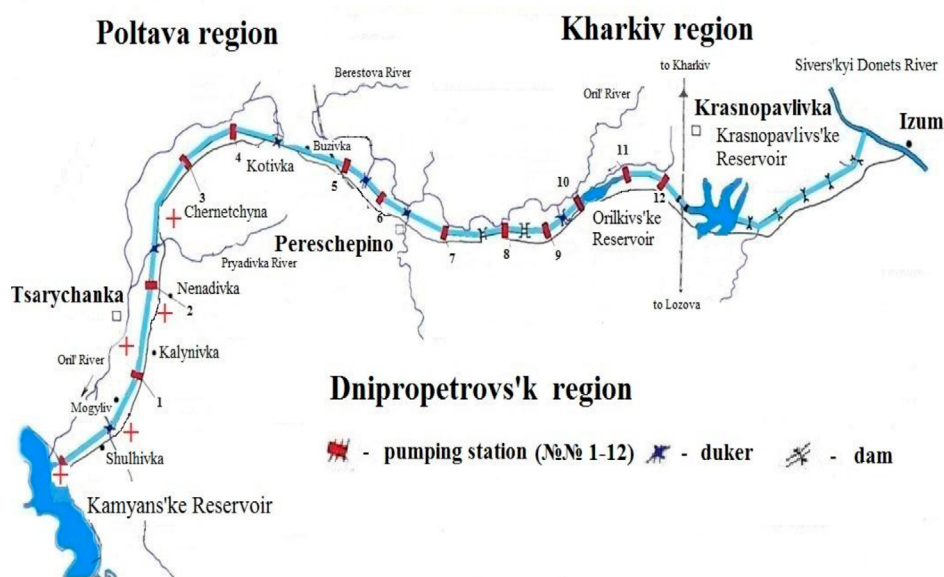 Poltava region
Kharkiv region
Berestova River
to Kharkiv
Sivers'kyi Donets River
Oril' River
Krasnopavlivka
Krasnopavlivs'ke
Reservoir
Izum
4
Kotivka
Buzivka
5
11
12
10
3
6
Chernetchyna
Orilkivs'ke
Reservoir
Pereschepino
7
8
9
Pryadivka River
Tsarychanka
Nenadivka
2
to Lozova
Kalynivka
Oril' River
1
Mogyliv
Dnipropetrovs'k region
Shulhivka
- pumping station (№№ 1-12)
- duker
- dam
Kamyans'ke Reservoir